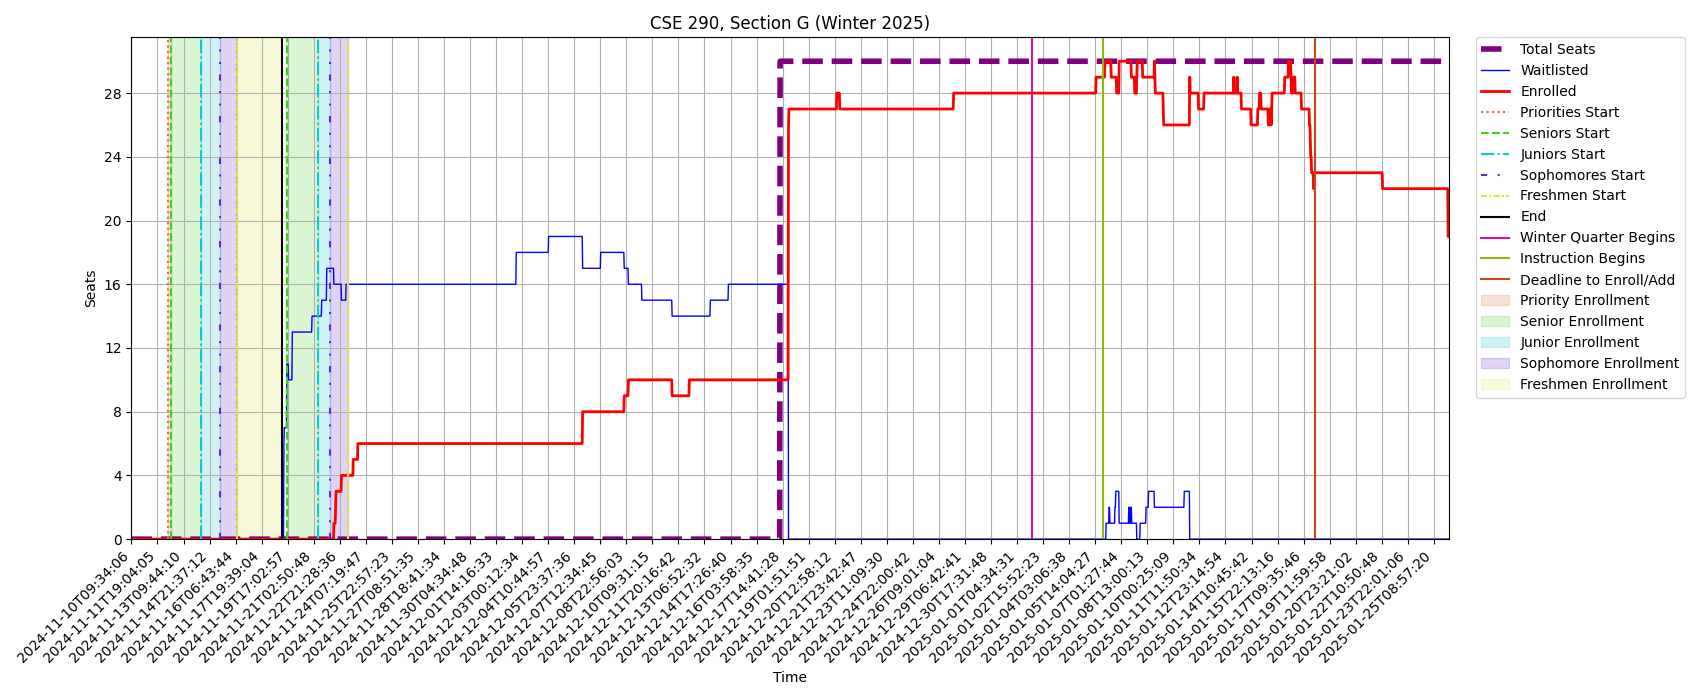 CSE 290, Section G (Winter 2025)
Seats
28
24
20
16
12
8
4
0
2024-11-10T09:34:06
2024-11-11T19:04:05
2024-11-13T09:44:10
2024-11-14T21:37:12
2024-11-16T06:43:44
2024-11-17T19:39:04
2024-11-19T17:02:57
2024-11-21T02:50:48
2024-11-22T21:28:36
2024-11-24T07:19:47
2024-11-25T22:57:23
2024-11-27T08:51:35
2024-11-28T18:41:34
2024-11-30T04:34:48
2024-12-01T14:16:33
2024-12-03T00:12:34
2024-12-04T10:44:57
2024-12-05T23:37:36
2024-12-07T12:34:45
2024-12-08T22:56:03
2024-12-10T09:31:15
2024-12-11T20:16:42
2024-12-13T06:52:32
2024-12-14T17:26:40
2024-12-16T03:58:35
2024-12-17T14:41:28
2024-12-19T01:51:51
2024-12-20T12:58:12
2024-12-21T23:42:47
2024-12-23T11:09:30
2024-12-24T22:00:42
2024-12-26T09:01:04
2024-12-29T06:42:41
2024-12-30T17:31:48
2025-01-01T04:34:31
2025-01-02T15:52:23
2025-01-04T03:06:38
2025-01-05T14:04:27
2025-01-07T01:27:44
2025-01-08T13:00:13
2025-01-10T00:25:09
2025-01-11T11:50:34
2025-01-12T23:14:54
2025-01-14T10:45:42
2025-01-15T22:13:16
2025-01-17T09:35:46
2025-01-19T11:59:58
2025-01-20T23:21:02
2025-01-22T10:50:48
2025-01-23T22:01:06
2025-01-25T08:57:20
Time
Total Seats
Waitlisted
Enrolled
Priorities Start
Seniors Start
Juniors Start
Sophomores Start
Freshmen Start
End
Winter Quarter Begins
Instruction Begins
Deadline to Enroll/Add
Priority Enrollment
Senior Enrollment
Junior Enrollment
Sophomore Enrollment
Freshmen Enrollment